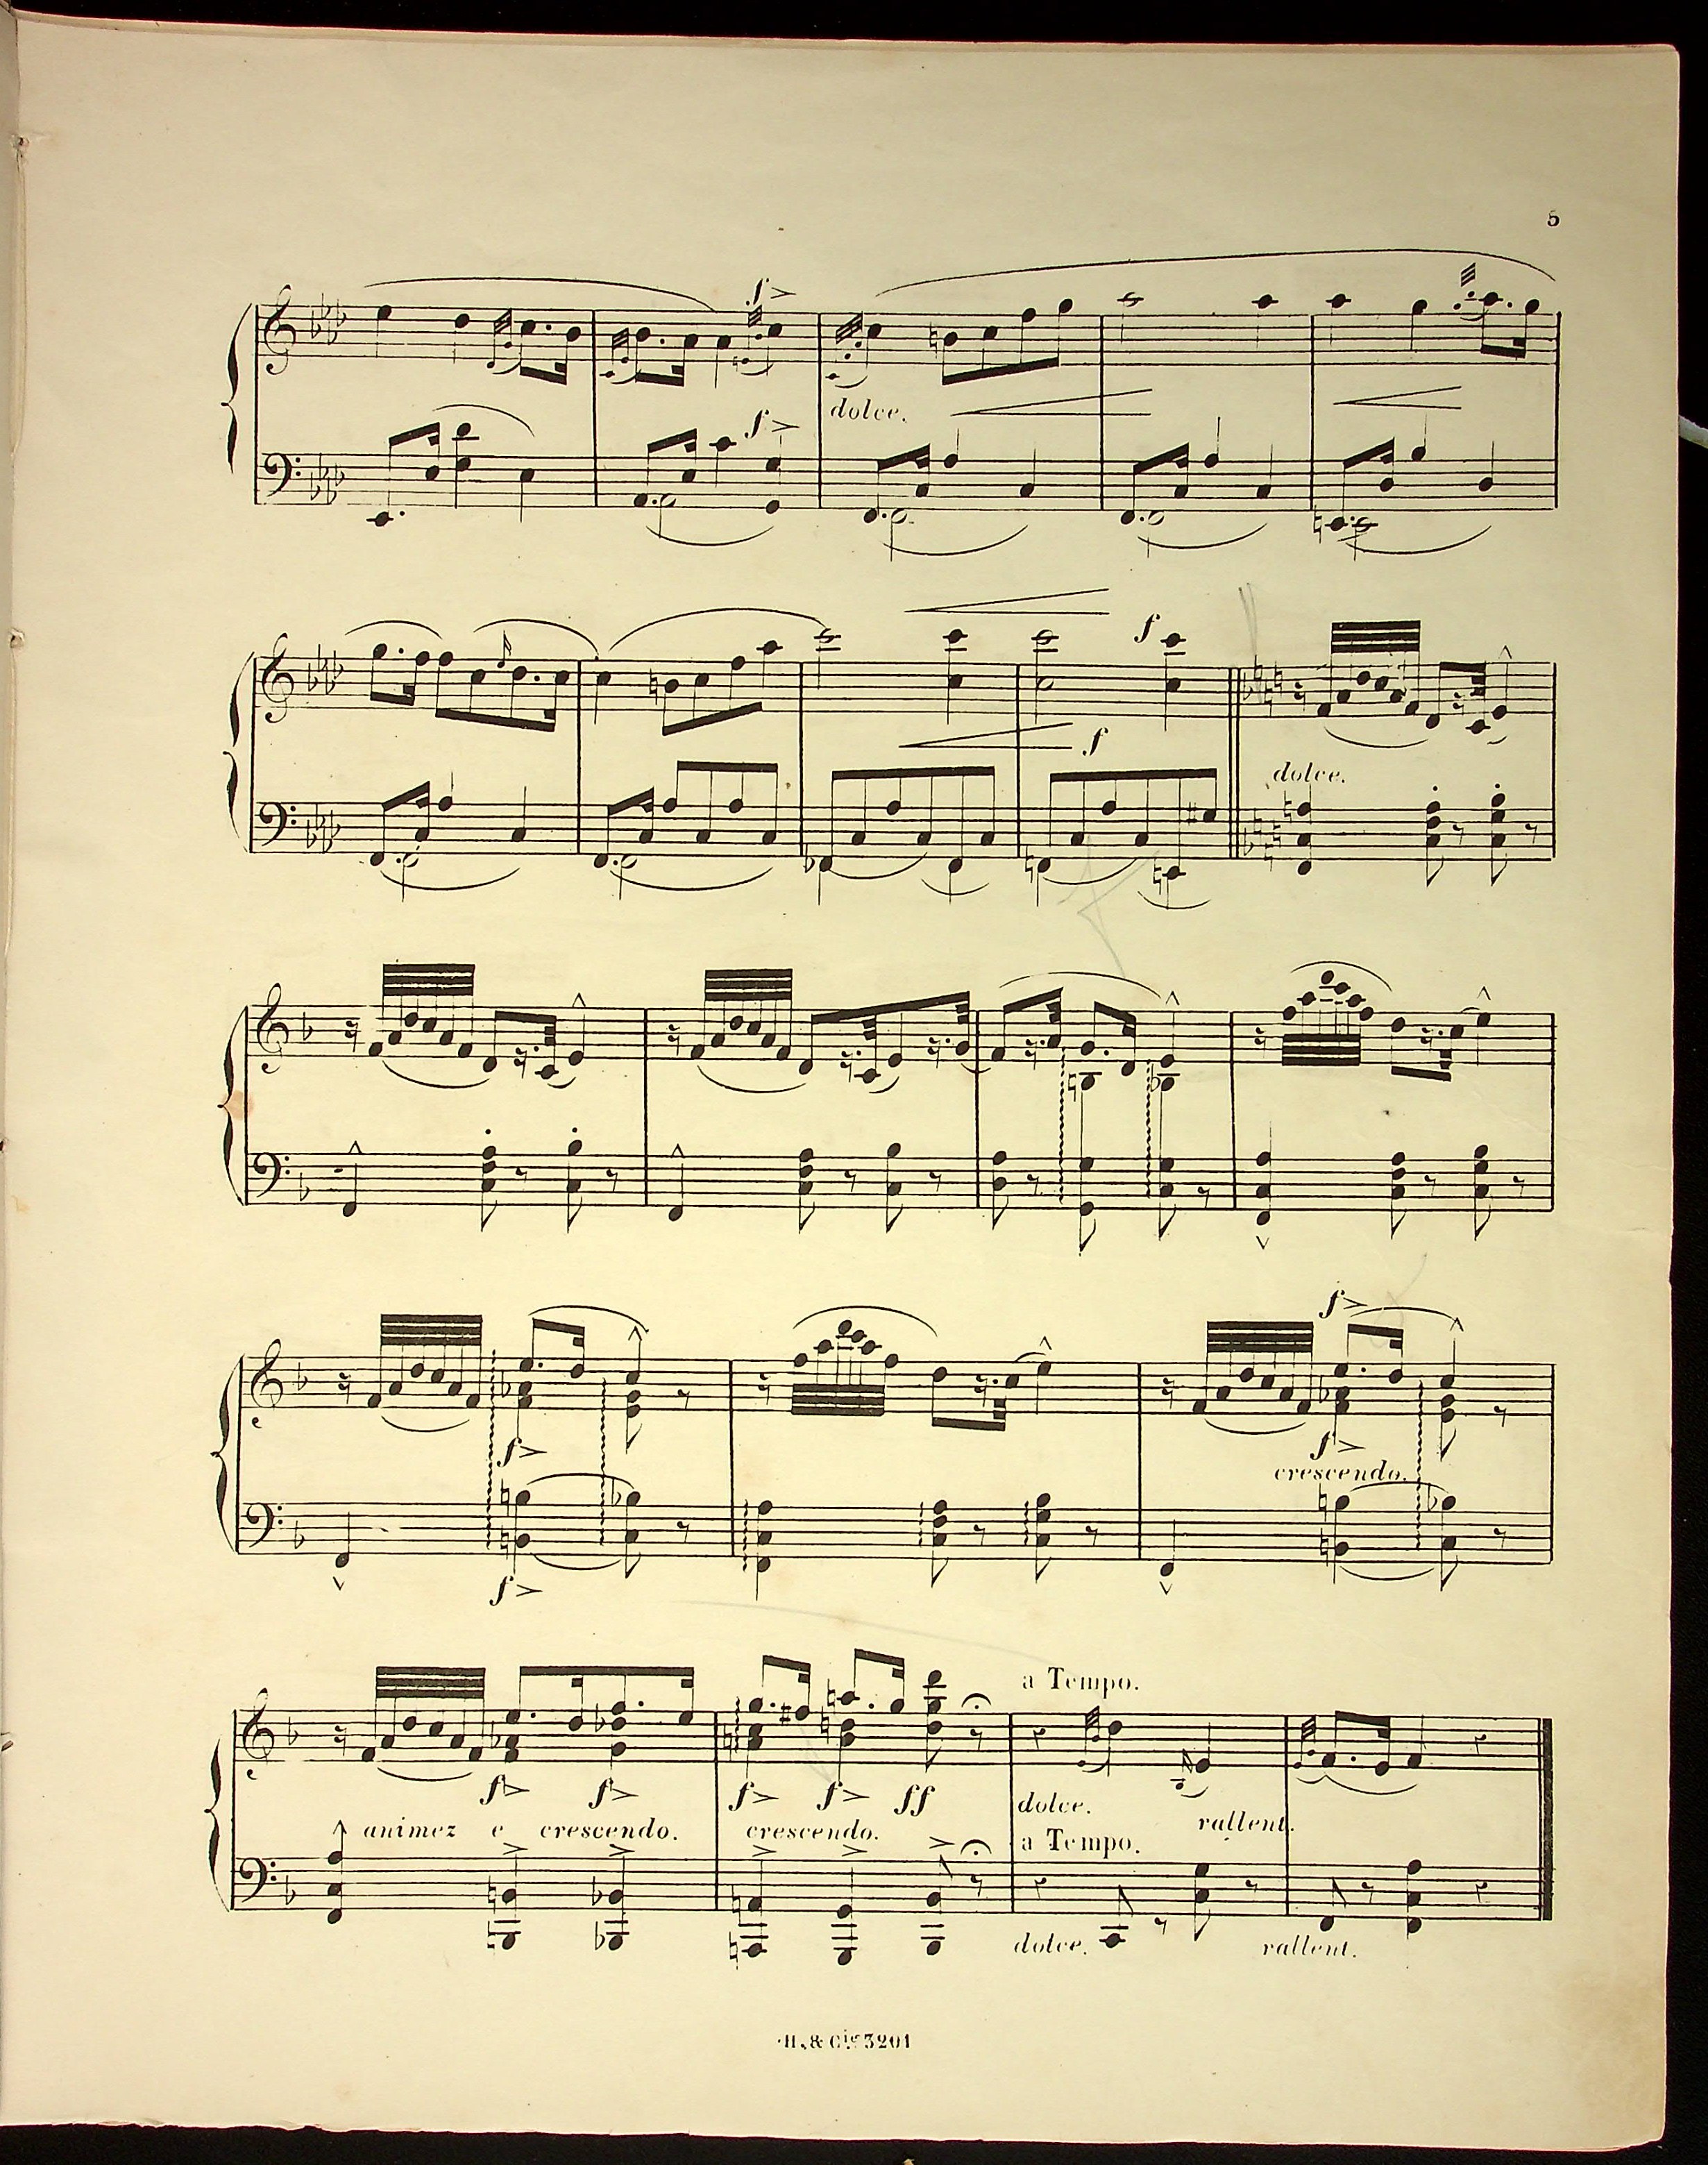 5
f
f
dolce.
f
f
dolce.
f
f
f
f
crescendo.
f
a Tempo.
f f f f ff
dolce.
animez e crescendo. crescendo.
rallent.
a Tempo.
dolce. rallent.
H. & Cie 3201